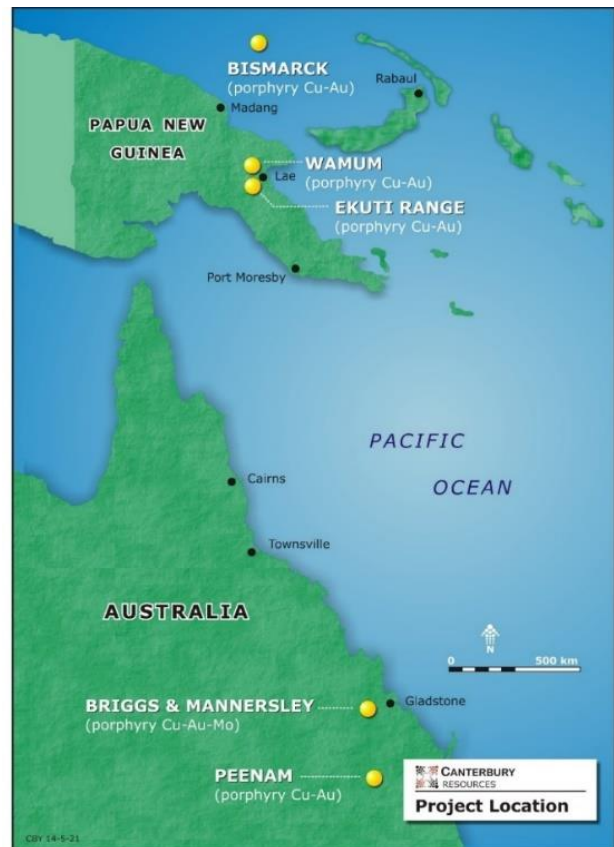 BISMARCK
(porphyry Cu-Au)
Rabaul
Madang
PAPUA NEW
GUINEA
WAMUM
(porphyry Cu-Au)
Lae
EKUTI RANGE
(porphyry Cu-Au)
Port Moresby
PACIFIC
OCEAN
Cairns
Townsville
AUSTRALIA
N
0 500 km
BRIGGS & MANNERSLEY
(porphyry Cu-Au-Mo)
Gladstone
PEENAM
(porphyry Cu-Au)
CANTERBURY
RESOURCES
Project Location
CBY 14-5-21